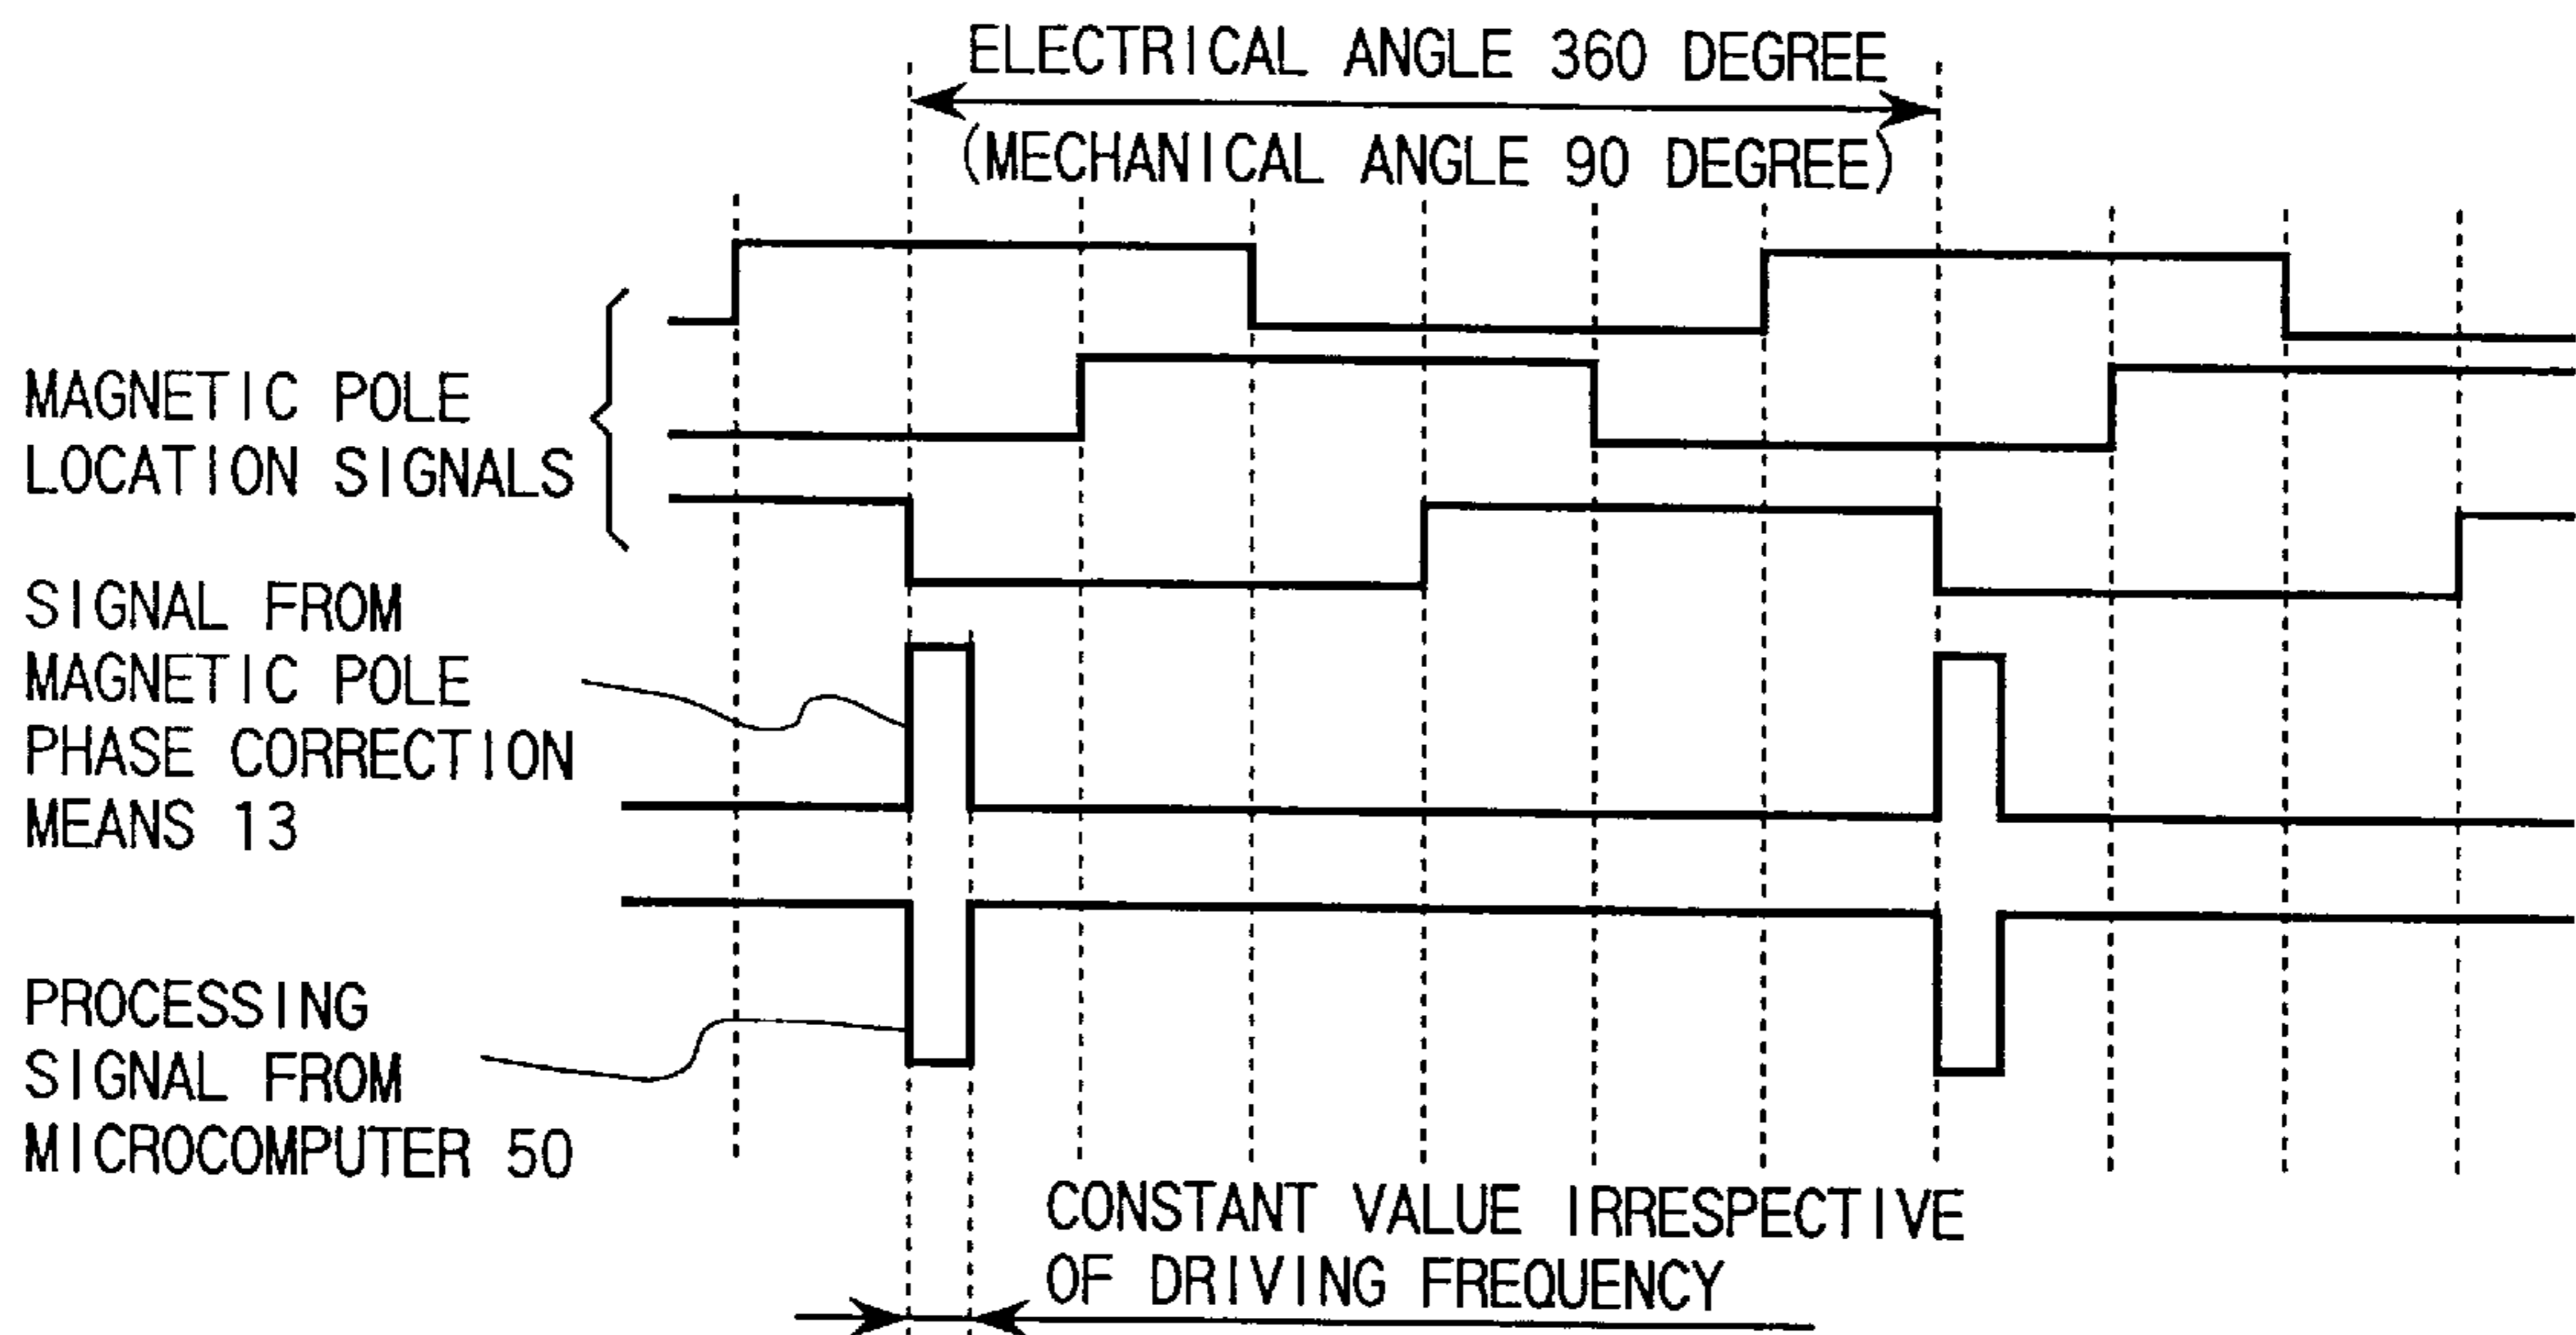 ELECTRICAL ANGLE 360 DEGREE
(MECHANICAL ANGLE 90 DEGREE)
MAGNETIC POLE
LOCATION SIGNALS
SIGNAL FROM
MAGNETIC POLE
PHASE CORRECTION
MEANS 13
PROCESSING
SIGNAL FROM
MICROCOMPUTER 50
CONSTANT VALUE IRRESPECTIVE
OF DRIVING FREQUENCY